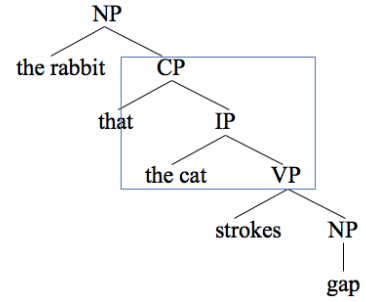 NP
the rabbit CP
that IP
the cat VP
strokes NP
gap